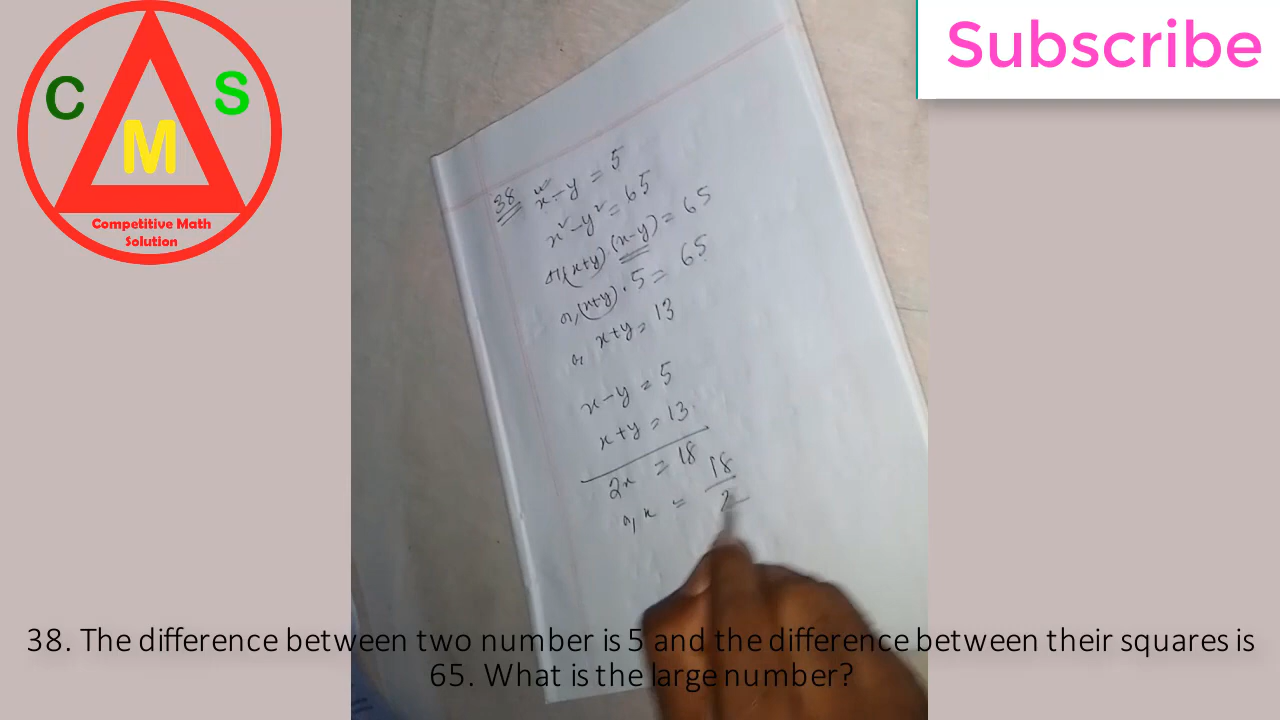 C S
M
Competitive Math
Solution
Subscribe
38 x - y = 5
x² - y² = 65
(x+y) (x-y) = 65
(x+y) . 5 = 65
x+y = 13
x - y = 5
x + y = 13
2x = 18
x = 18/2
38. The difference between two number is 5 and the difference between their squares is
65. What is the large number?